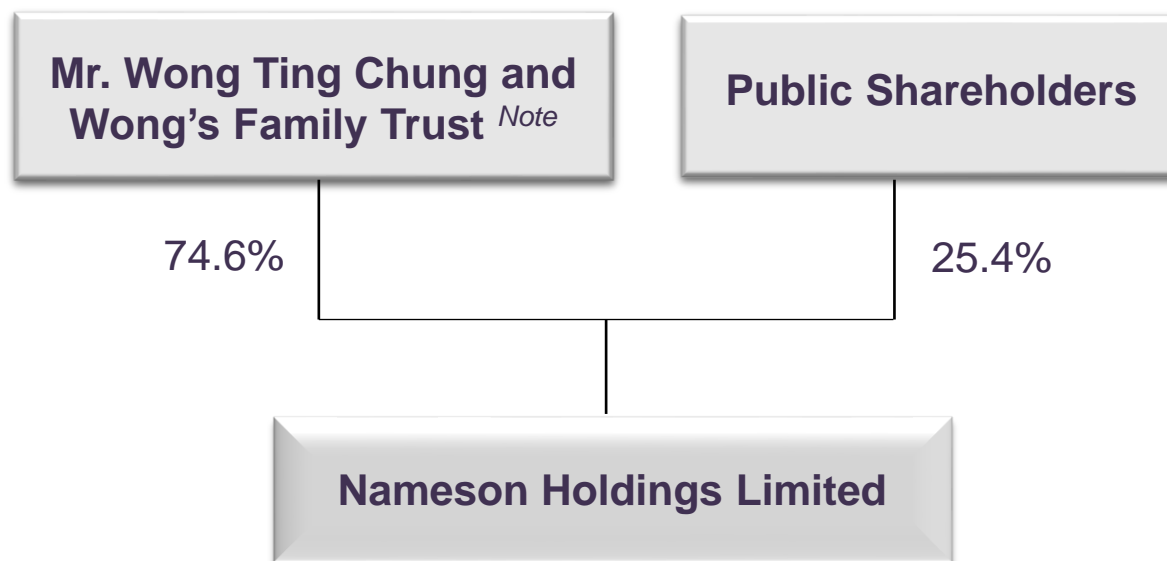 Mr. Wong Ting Chung and
Wong’s Family Trust Note
Public Shareholders
74.6%
25.4%
Nameson Holdings Limited